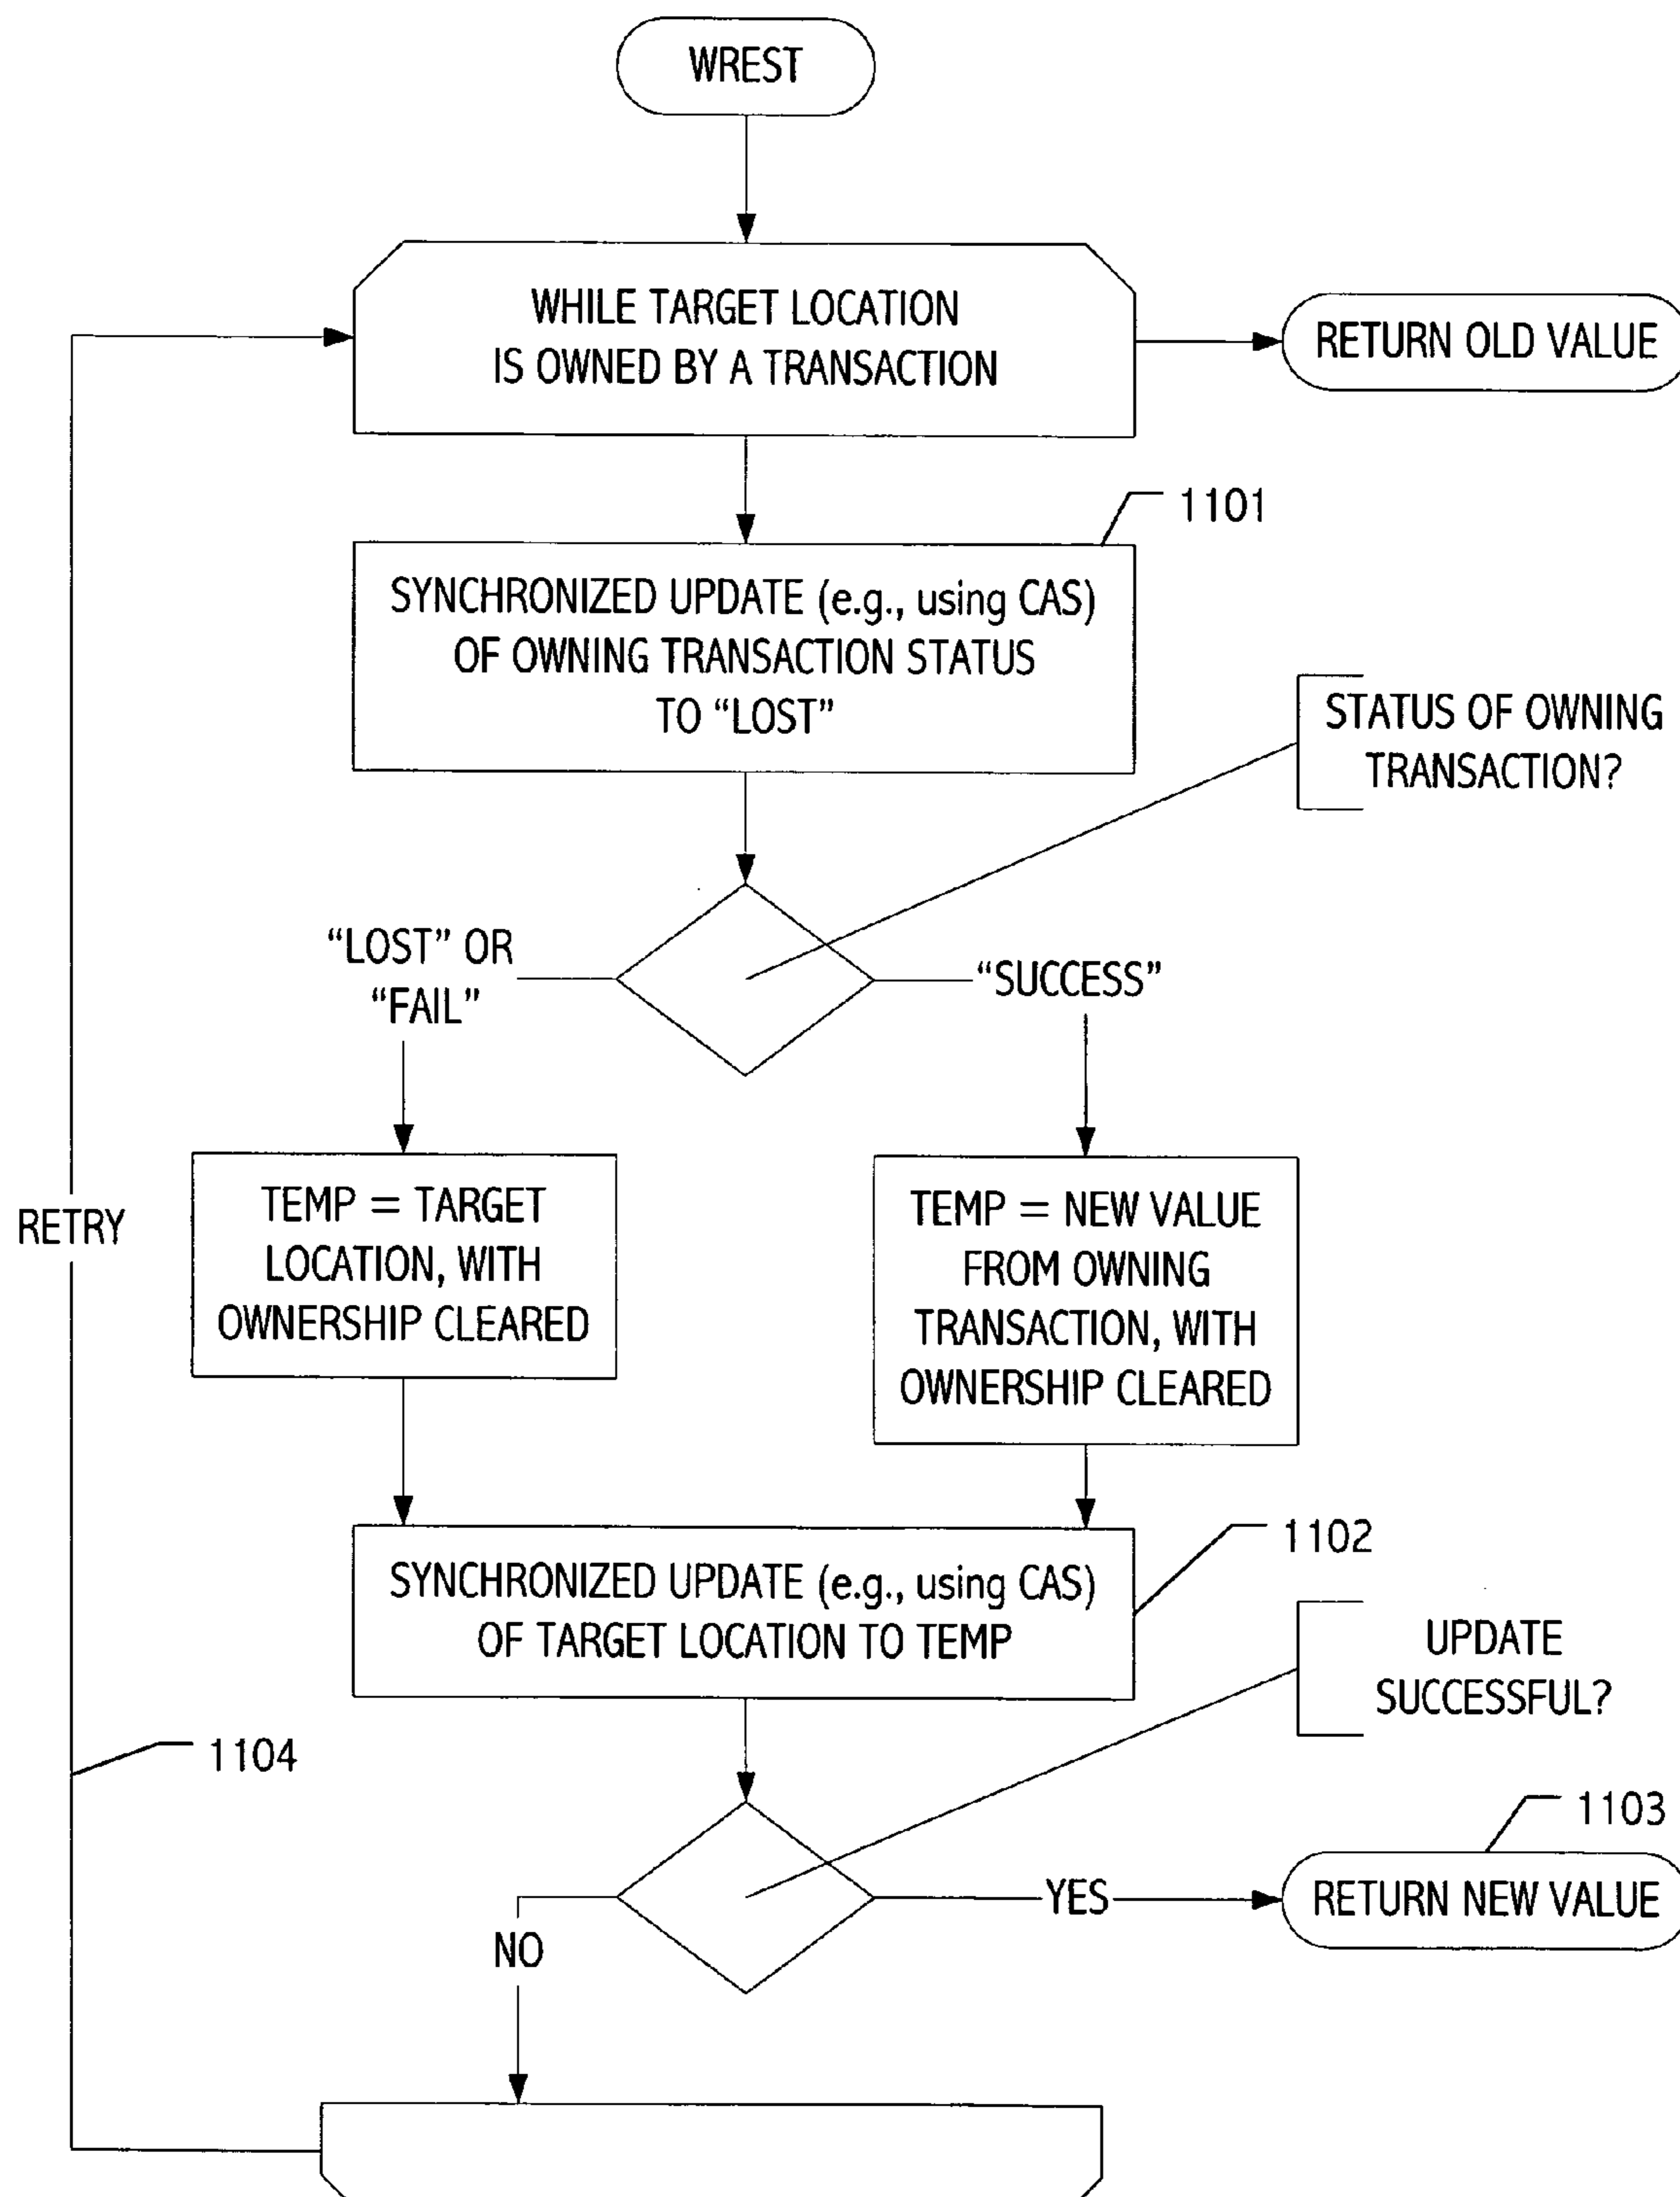 WREST
WHILE TARGET LOCATION
IS OWNED BY A TRANSACTION
RETURN OLD VALUE
1101
SYNCHRONIZED UPDATE (e.g., using CAS)
OF OWNING TRANSACTION STATUS
TO “LOST”
STATUS OF OWNING
TRANSACTION?
“LOST” OR
“FAIL”
“SUCCESS”
TEMP = TARGET
LOCATION, WITH
OWNERSHIP CLEARED
TEMP = NEW VALUE
FROM OWNING
TRANSACTION, WITH
OWNERSHIP CLEARED
RETRY
1102
SYNCHRONIZED UPDATE (e.g., using CAS)
OF TARGET LOCATION TO TEMP
UPDATE
SUCCESSFUL?
1104
1103
YES
RETURN NEW VALUE
NO